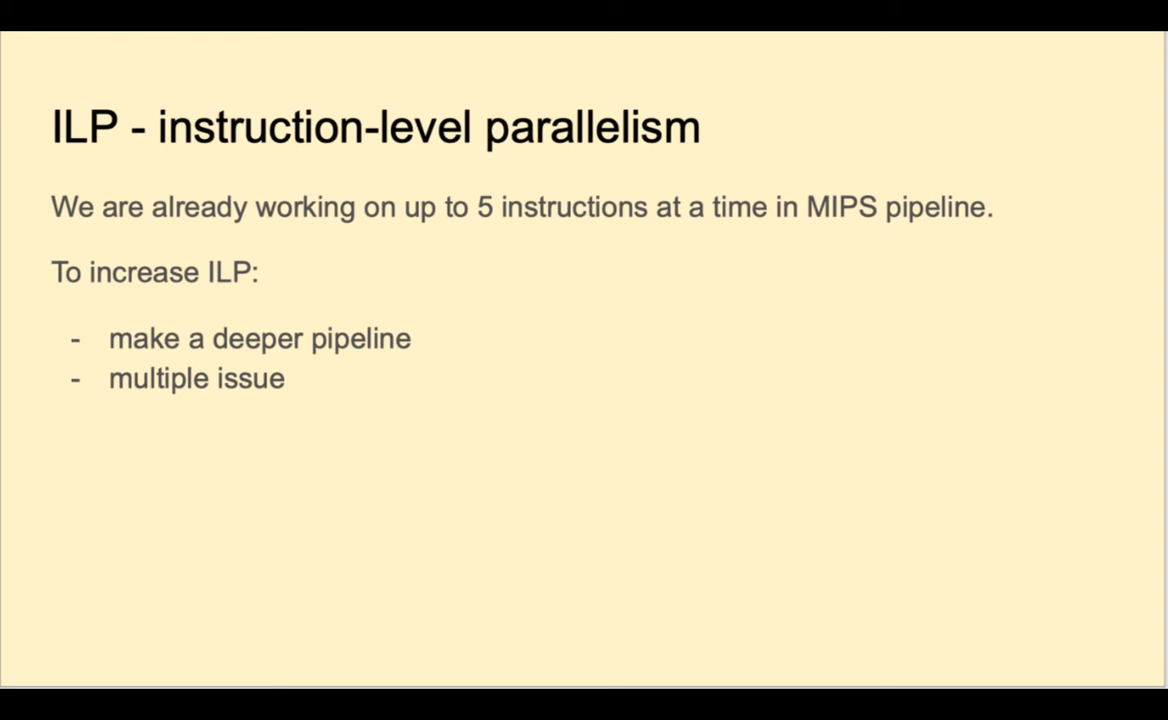 ILP - instruction-level parallelism
We are already working on up to 5 instructions at a time in MIPS pipeline.
To increase ILP:
- make a deeper pipeline
- multiple issue